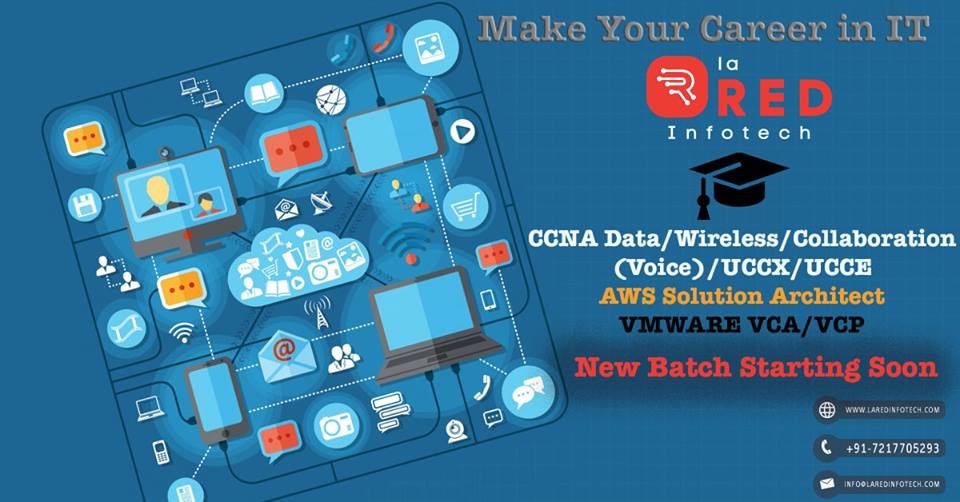 Make Your Career in IT
la
RED
Infotech
CCNA Data/Wireless/Collaboration
(Voice)/UCCX/UCCE
AWS Solution Architect
VMWARE VCA/VCP
New Batch Starting Soon
WWW.LAREDINFOTECH.COM
+91-7217705293
INFO@LAREDINFOTECH.COM